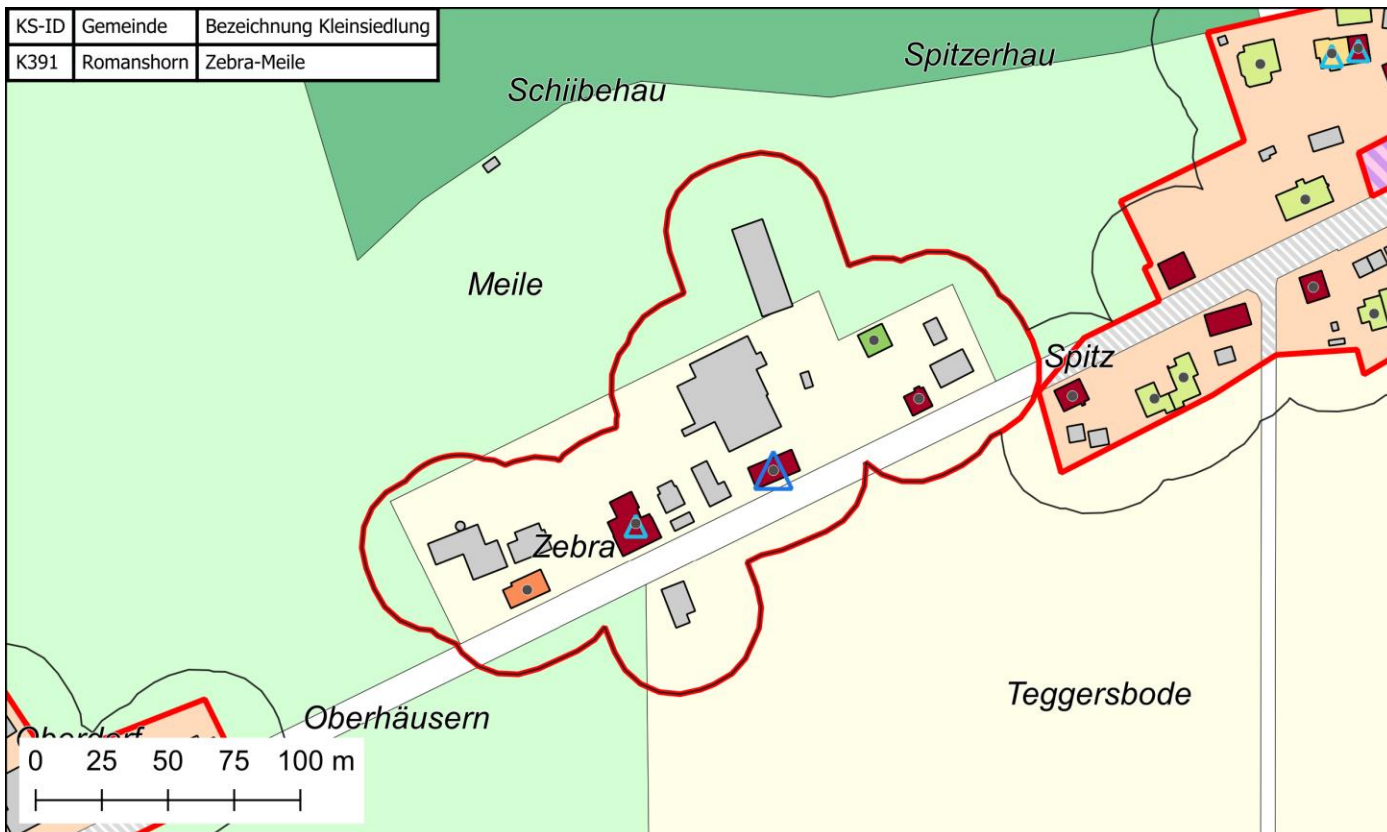 KS-ID Gemeinde Bezeichnung Kleinsiedlung
K391 Romanshorn Zebra-Meile
Spitzerhau
Schiibehau
Meile
Spitz
Zebra
Teggersbode
Oberhäusern
Oberdorf
0 25 50 75 100 m